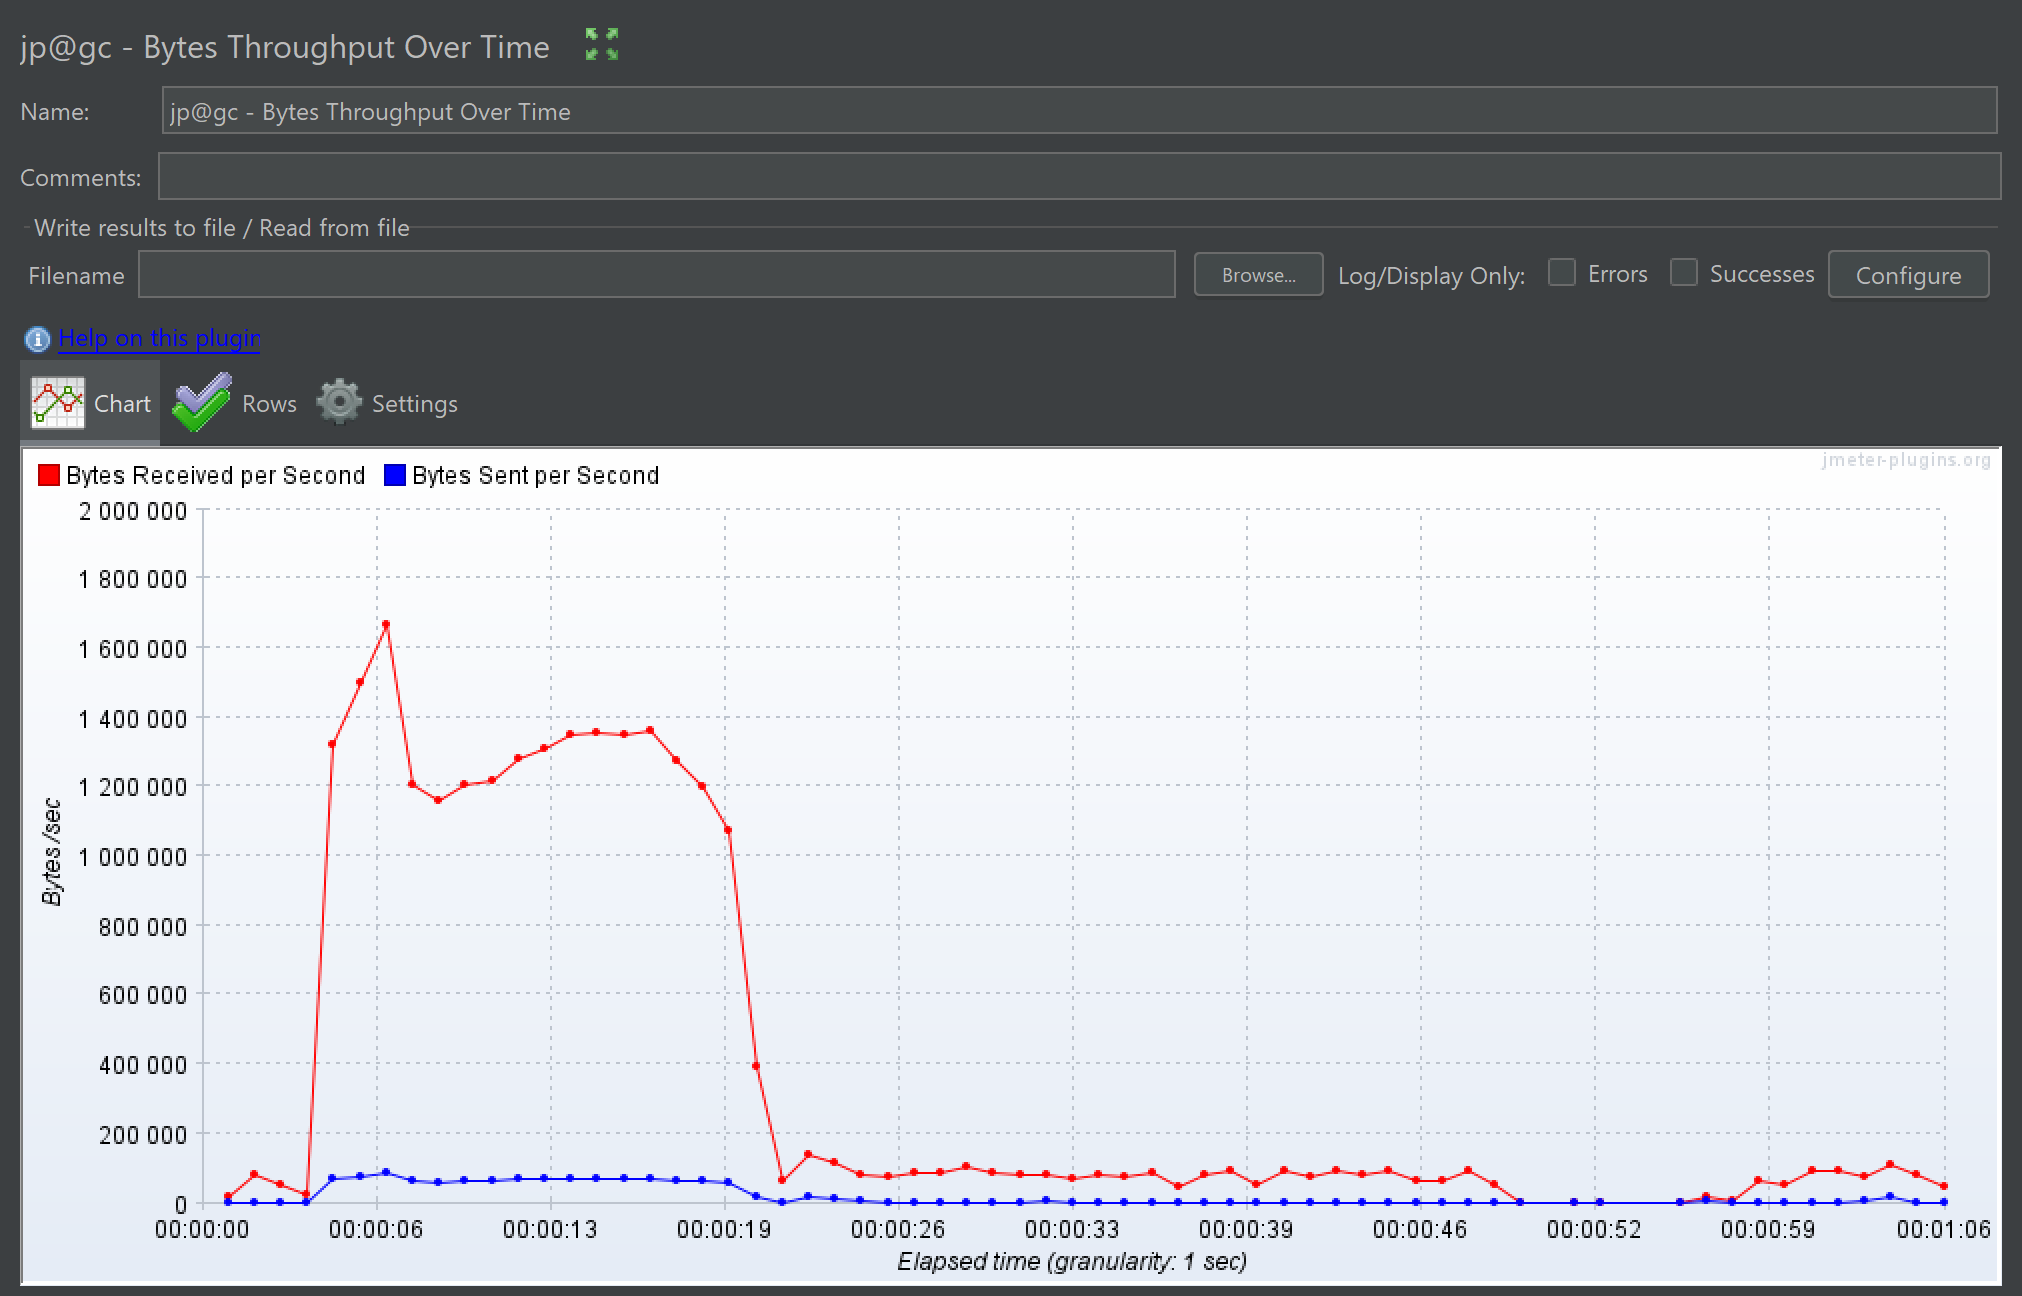 jp@gc - Bytes Throughput Over Time
Name: jp@gc - Bytes Throughput Over Time
Comments:
Write results to file / Read from file
Filename Browse... Log/Display Only: Errors Successes Configure
Help on this plugin
Chart Rows Settings
Bytes Received per Second Bytes Sent per Second
jmeter-plugins.org
2 000 000
1 800 000
1 600 000
1 400 000
1 200 000
1 000 000
800 000
600 000
400 000
200 000
0
Bytes /sec
00:00:00 00:00:06 00:00:13 00:00:19 00:00:26 00:00:33 00:00:39 00:00:46 00:00:52 00:00:59 00:01:06
Elapsed time (granularity: 1 sec)